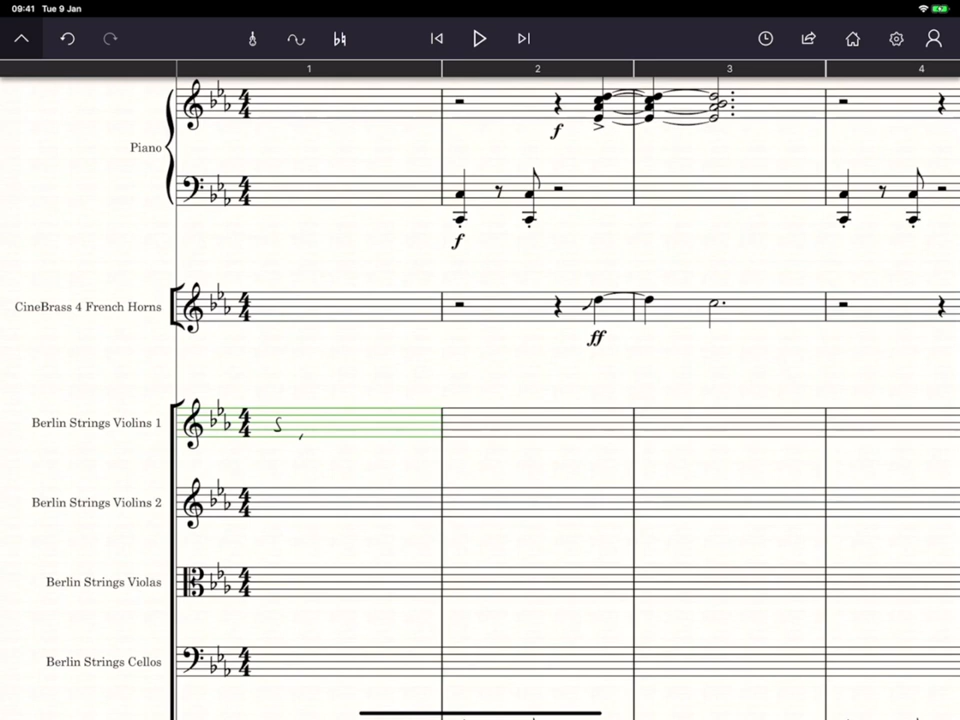 09:41 Tue 9 Jan
1 2 3 4
Piano
f
f
CineBrass 4 French Horns
ff
Berlin Strings Violins 1
Berlin Strings Violins 2
Berlin Strings Violas
Berlin Strings Cellos